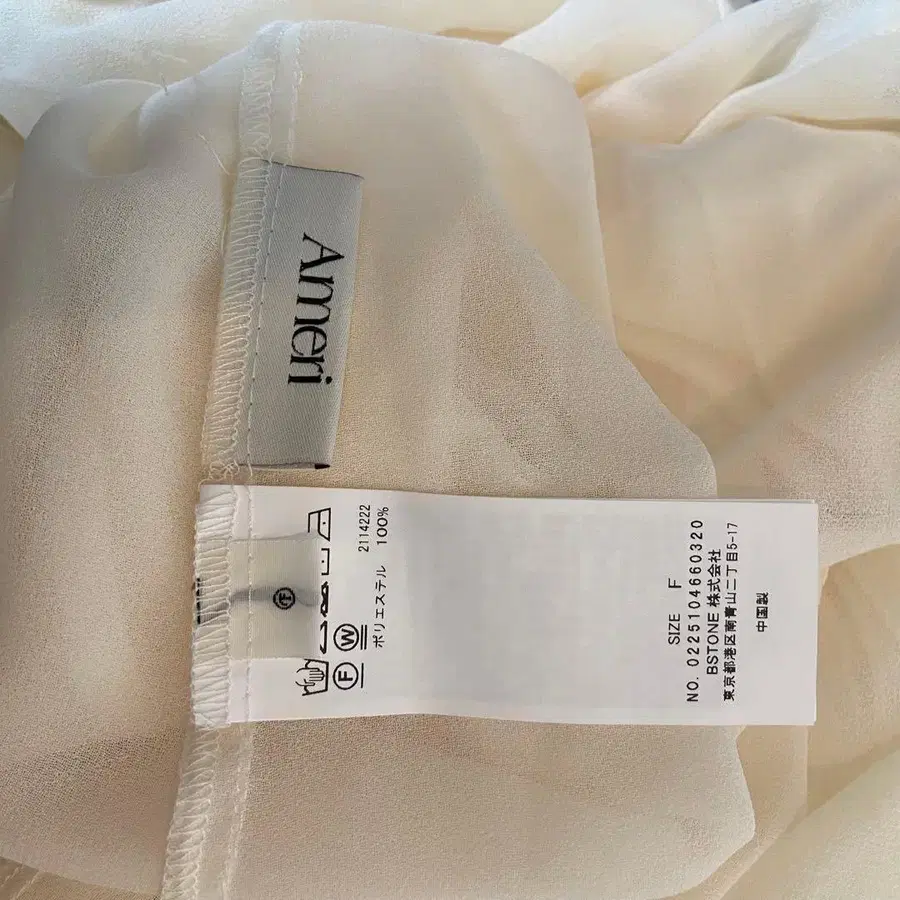 Ameri
F
F W
2114222
ポリエステル 100%
SIZE F
NO. 0225104660320
BSTONE 株式会社
東京都港区南青山二丁目5-17
中国製